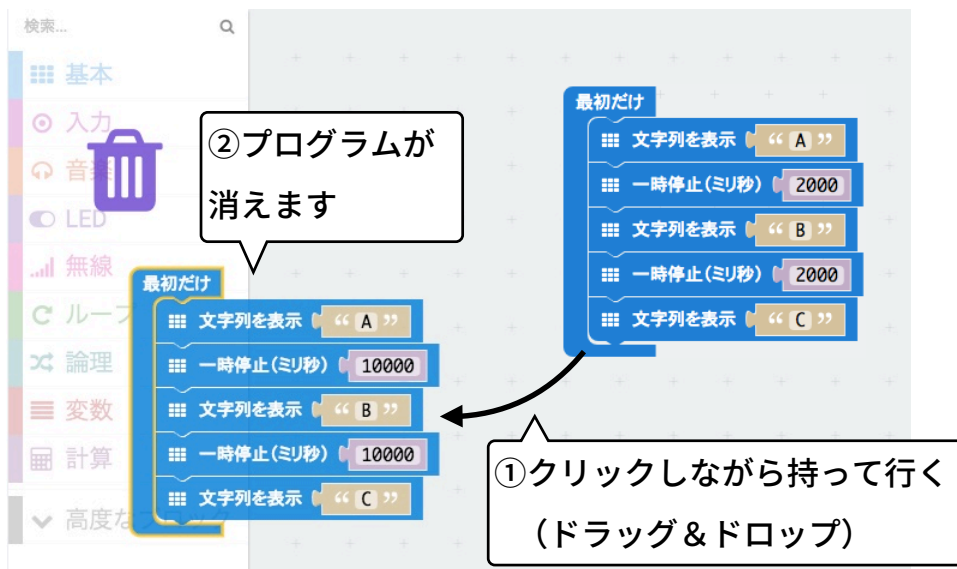 検索...
基本
入力
音楽
LED
無線
ループ
論理
変数
計算
高度なブロック
②プログラムが
消えます
最初だけ
文字列を表示 “ A ”
一時停止(ミリ秒) 10000
文字列を表示 “ B ”
一時停止(ミリ秒) 10000
文字列を表示 “ C ”
最初だけ
文字列を表示 “ A ”
一時停止(ミリ秒) 2000
文字列を表示 “ B ”
一時停止(ミリ秒) 2000
文字列を表示 “ C ”
①クリックしながら持って行く
(ドラッグ＆ドロップ)